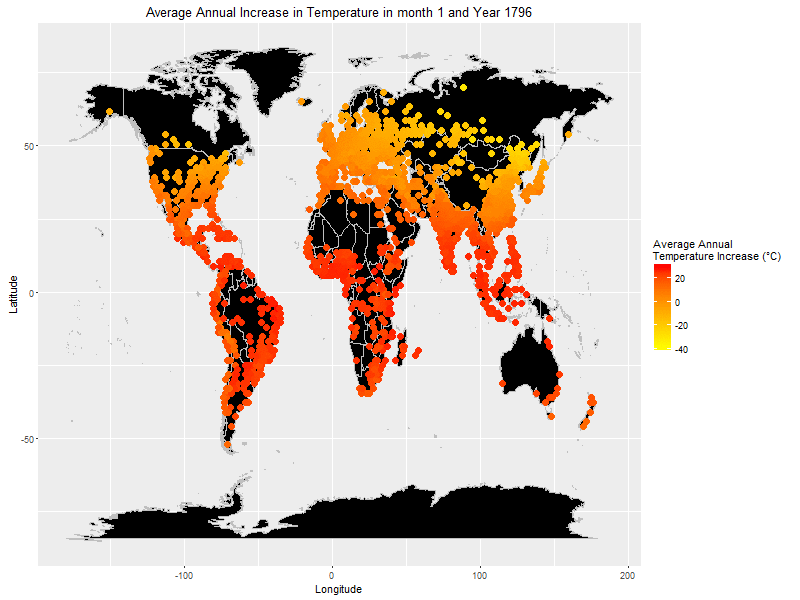 Average Annual Increase in Temperature in month 1 and Year 1796
50
0
-50
Latitude
-100
0
100
200
Longitude
Average Annual
Temperature Increase (°C)
20
0
-20
-40